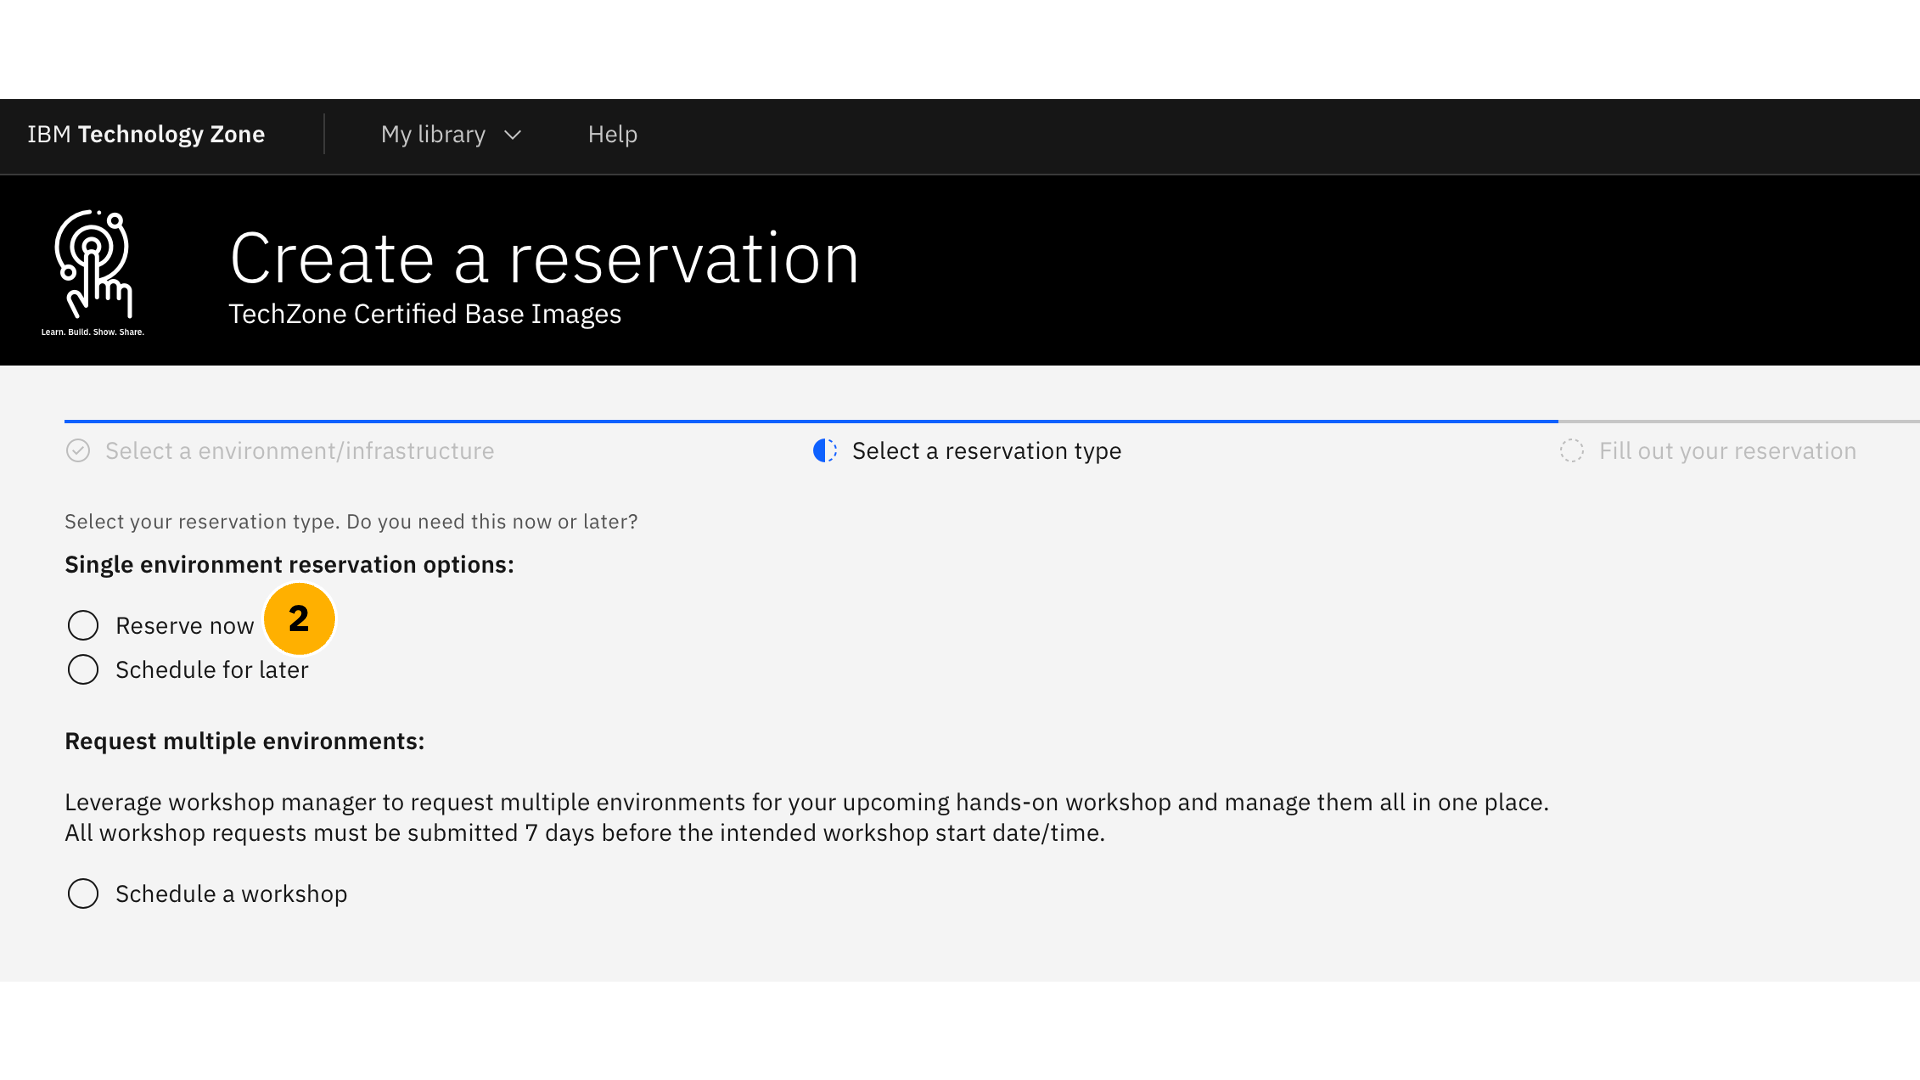 IBM Technology Zone
My library
Help
Create a reservation
TechZone Certified Base Images
Learn. Build. Show. Share.
Select a environment/infrastructure
Select a reservation type
Fill out your reservation
Select your reservation type. Do you need this now or later?
Single environment reservation options:
Reserve now
2
Schedule for later
Request multiple environments:
Leverage workshop manager to request multiple environments for your upcoming hands-on workshop and manage them all in one place.
All workshop requests must be submitted 7 days before the intended workshop start date/time.
Schedule a workshop